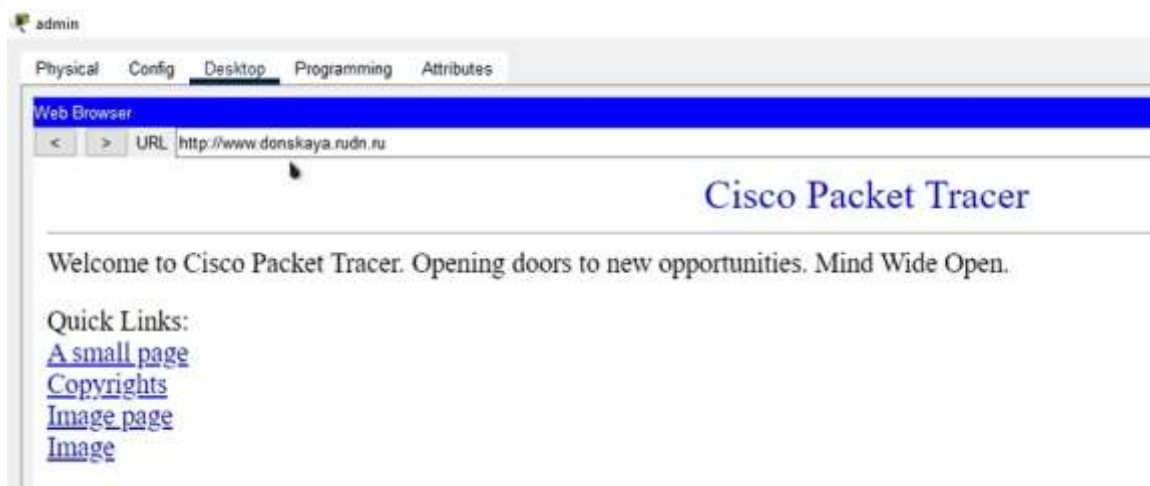 admin
Physical Config Desktop Programming Attributes
Web Browser
< > URL http://www.donskaya.rudn.ru
Cisco Packet Tracer
Welcome to Cisco Packet Tracer. Opening doors to new opportunities. Mind Wide Open.
Quick Links:
A small page
Copyrights
Image page
Image